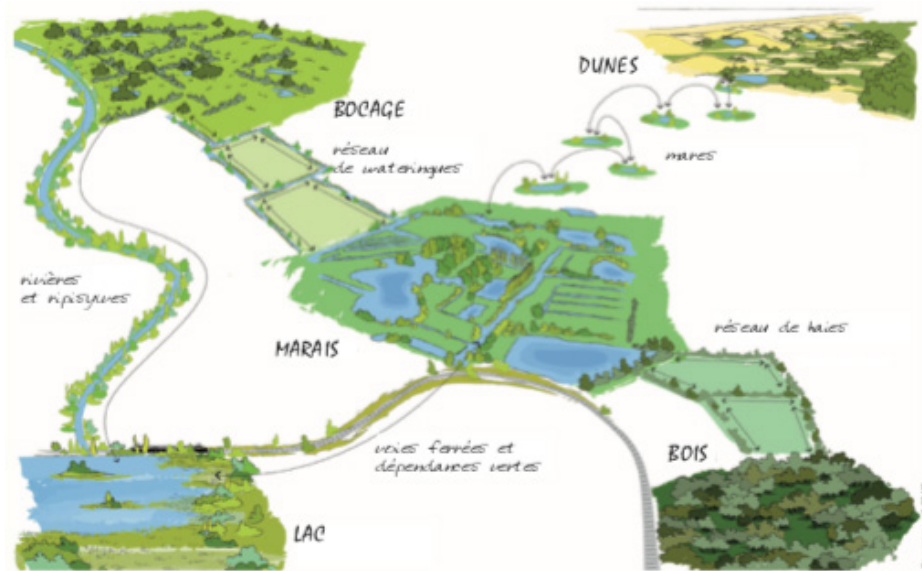 DUNES
BOCAGE
réseau
de wateringues
mares
rivières
et ripisylves
réseau de haies
MARAIS
voies ferrées et
dépendances vertes
BOIS
LAC